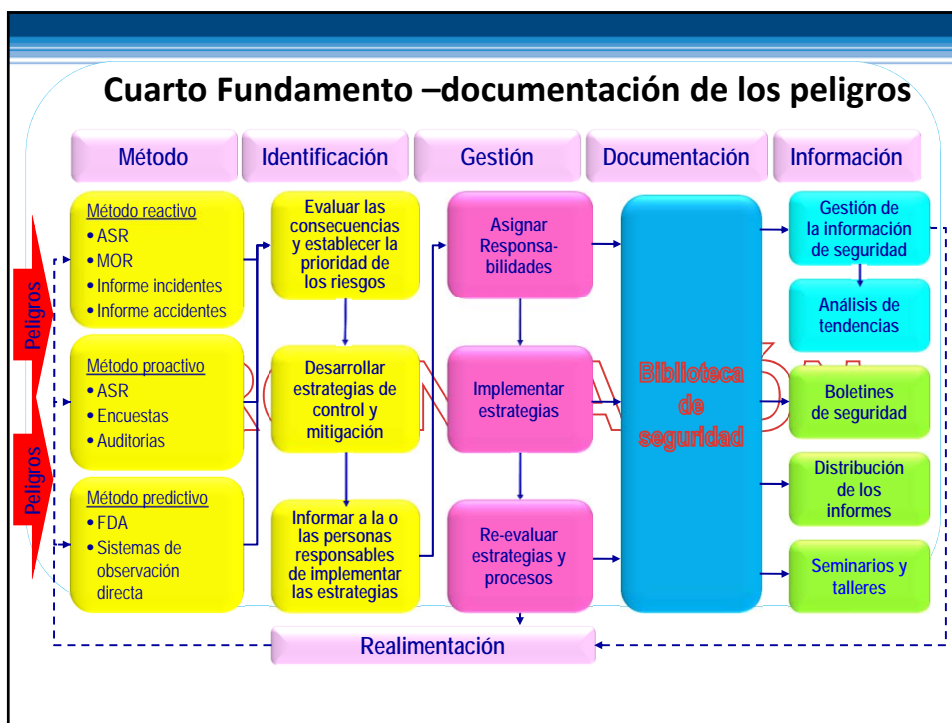 Cuarto Fundamento –documentación de los peligros
Método
Identificación
Gestión
Documentación
Información
Peligros
Peligros
Método reactivo
• ASR
• MOR
• Informe incidentes
• Informe accidentes
Método proactivo
• ASR
• Encuestas
• Auditorias
Método predictivo
• FDA
• Sistemas de
observación
directa
Evaluar las
consecuencias
y establecer la
prioridad de
los riesgos
Desarrollar
estrategias de
control y
mitigación
Informar a la o
las personas
responsables
de implementar
las estrategias
Asignar
Responsa-
bilidades
Implementar
estrategias
Re-evaluar
estrategias y
procesos
Biblioteca
de
seguridad
Gestión de
la información
de seguridad
Análisis de
tendencias
Boletines
de seguridad
Distribución
de los
informes
Seminarios y
talleres
Realimentación